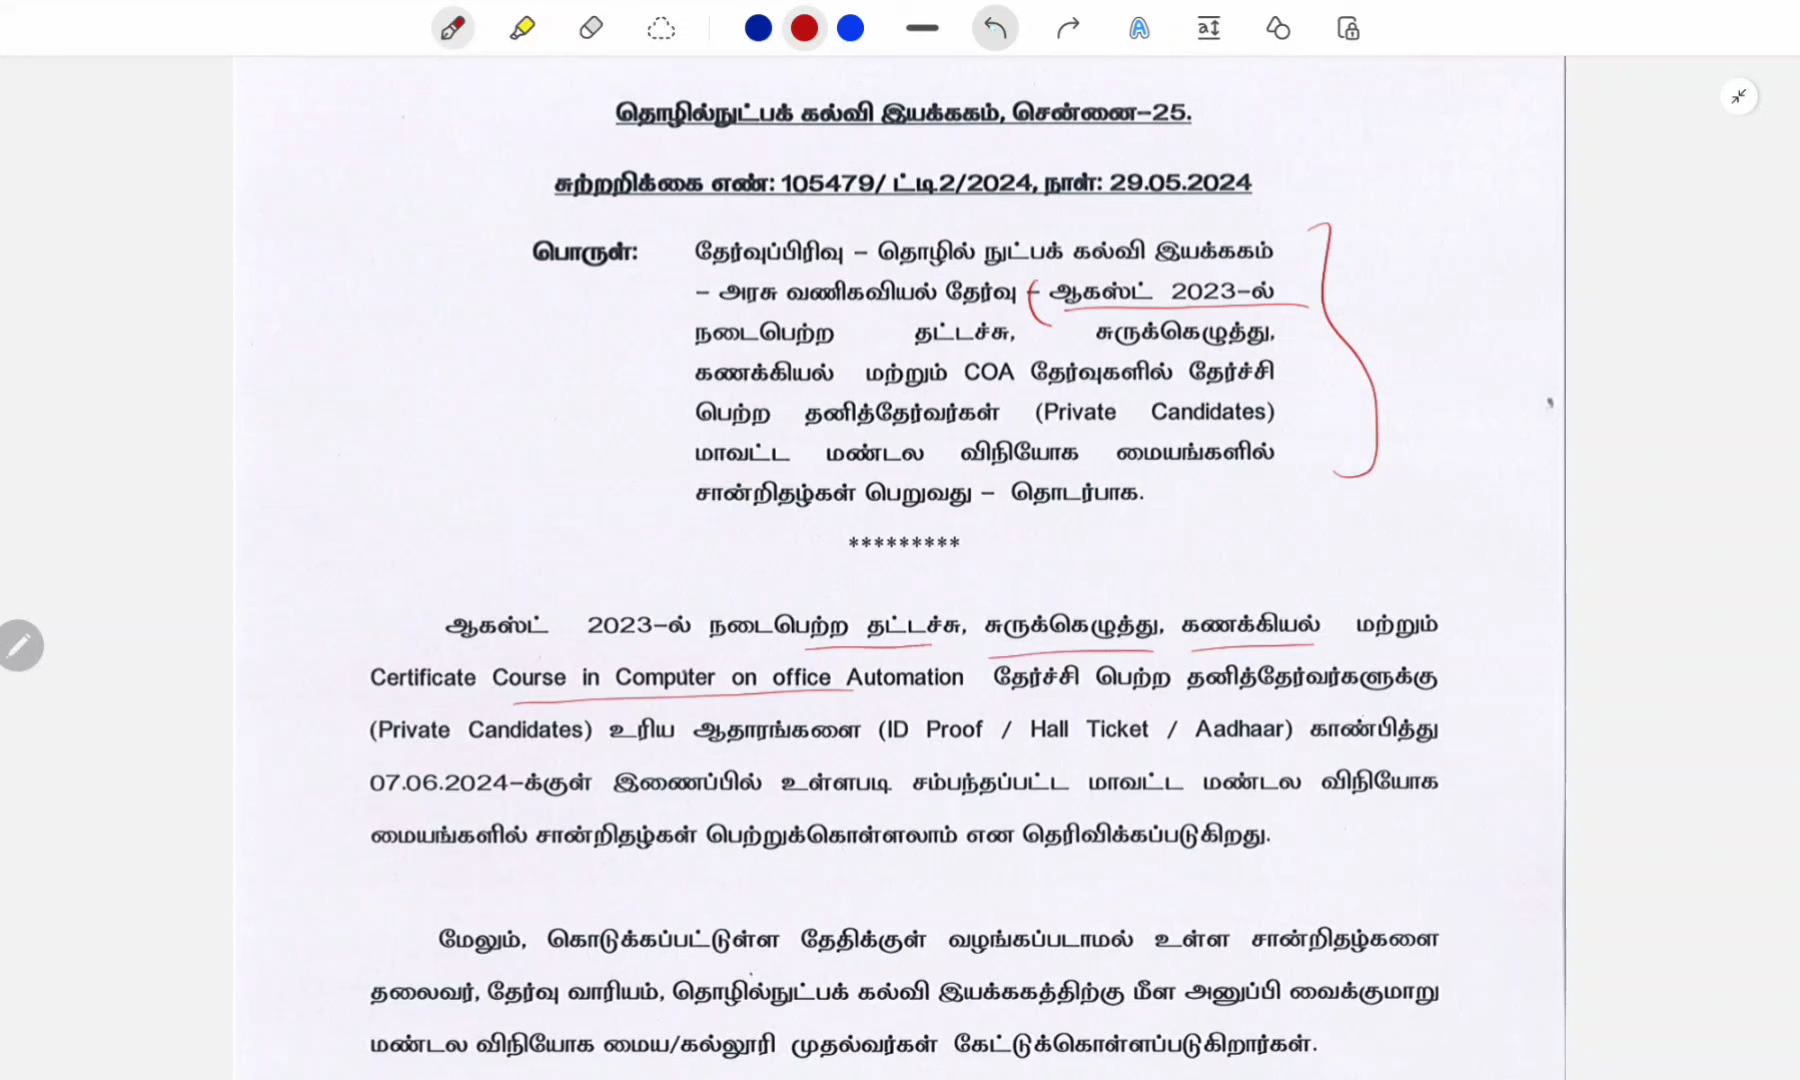 தொழில்நுட்பக் கல்வி இயக்ககம், சென்னை-25.
சுற்றறிக்கை எண்: 105479/ ட்டி.2/2024, நாள்: 29.05.2024
பொருள்: தேர்வுப்பிரிவு – தொழில் நுட்பக் கல்வி இயக்ககம்
– அரசு வணிகவியல் தேர்வு – ஆகஸ்ட் 2023-ல்
நடைபெற்ற தட்டச்சு, சுருக்கெழுத்து,
கணக்கியல் மற்றும் COA தேர்வுகளில் தேர்ச்சி
பெற்ற தனித்தேர்வர்கள் (Private Candidates)
மாவட்ட மண்டல விநியோக மையங்களில்
சான்றிதழ்கள் பெறுவது – தொடர்பாக.
*********
ஆகஸ்ட் 2023-ல் நடைபெற்ற தட்டச்சு, சுருக்கெழுத்து, கணக்கியல் மற்றும்
Certificate Course in Computer on office Automation தேர்ச்சி பெற்ற தனித்தேர்வர்களுக்கு
(Private Candidates) உரிய ஆதாரங்களை (ID Proof / Hall Ticket / Aadhaar) காண்பித்து
07.06.2024-க்குள் இணைப்பில் உள்ளபடி சம்பந்தப்பட்ட மாவட்ட மண்டல விநியோக
மையங்களில் சான்றிதழ்கள் பெற்றுக்கொள்ளலாம் என தெரிவிக்கப்படுகிறது.
மேலும், கொடுக்கப்பட்டுள்ள தேதிக்குள் வழங்கப்படாமல் உள்ள சான்றிதழ்களை
தலைவர், தேர்வு வாரியம், தொழில்நுட்பக் கல்வி இயக்ககத்திற்கு மீள அனுப்பி வைக்குமாறு
மண்டல விநியோக மைய/கல்லூரி முதல்வர்கள் கேட்டுக்கொள்ளப்படுகிறார்கள்.